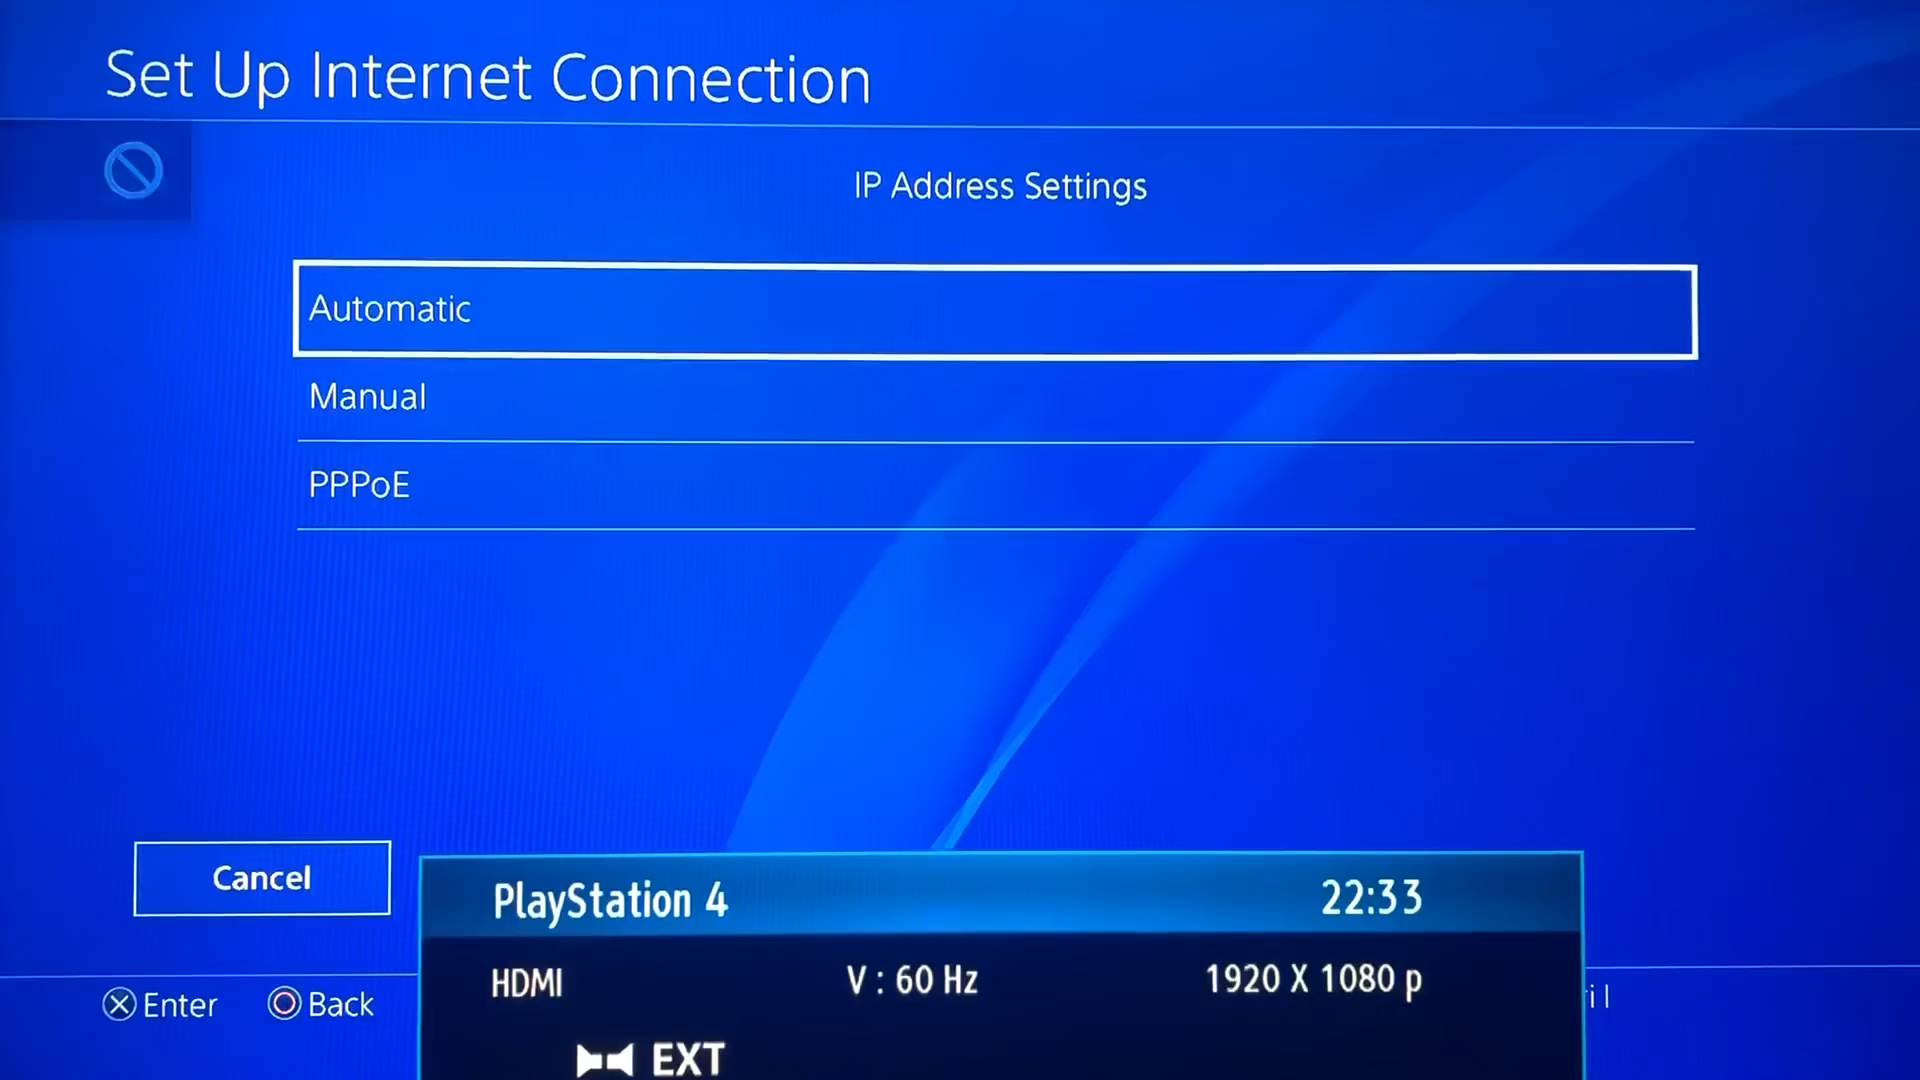 Set Up Internet Connection
IP Address Settings
Automatic
Manual
PPPoE
Cancel
PlayStation 4 22:33
HDMI V : 60 Hz 1920 X 1080 p
Enter Back
EXT